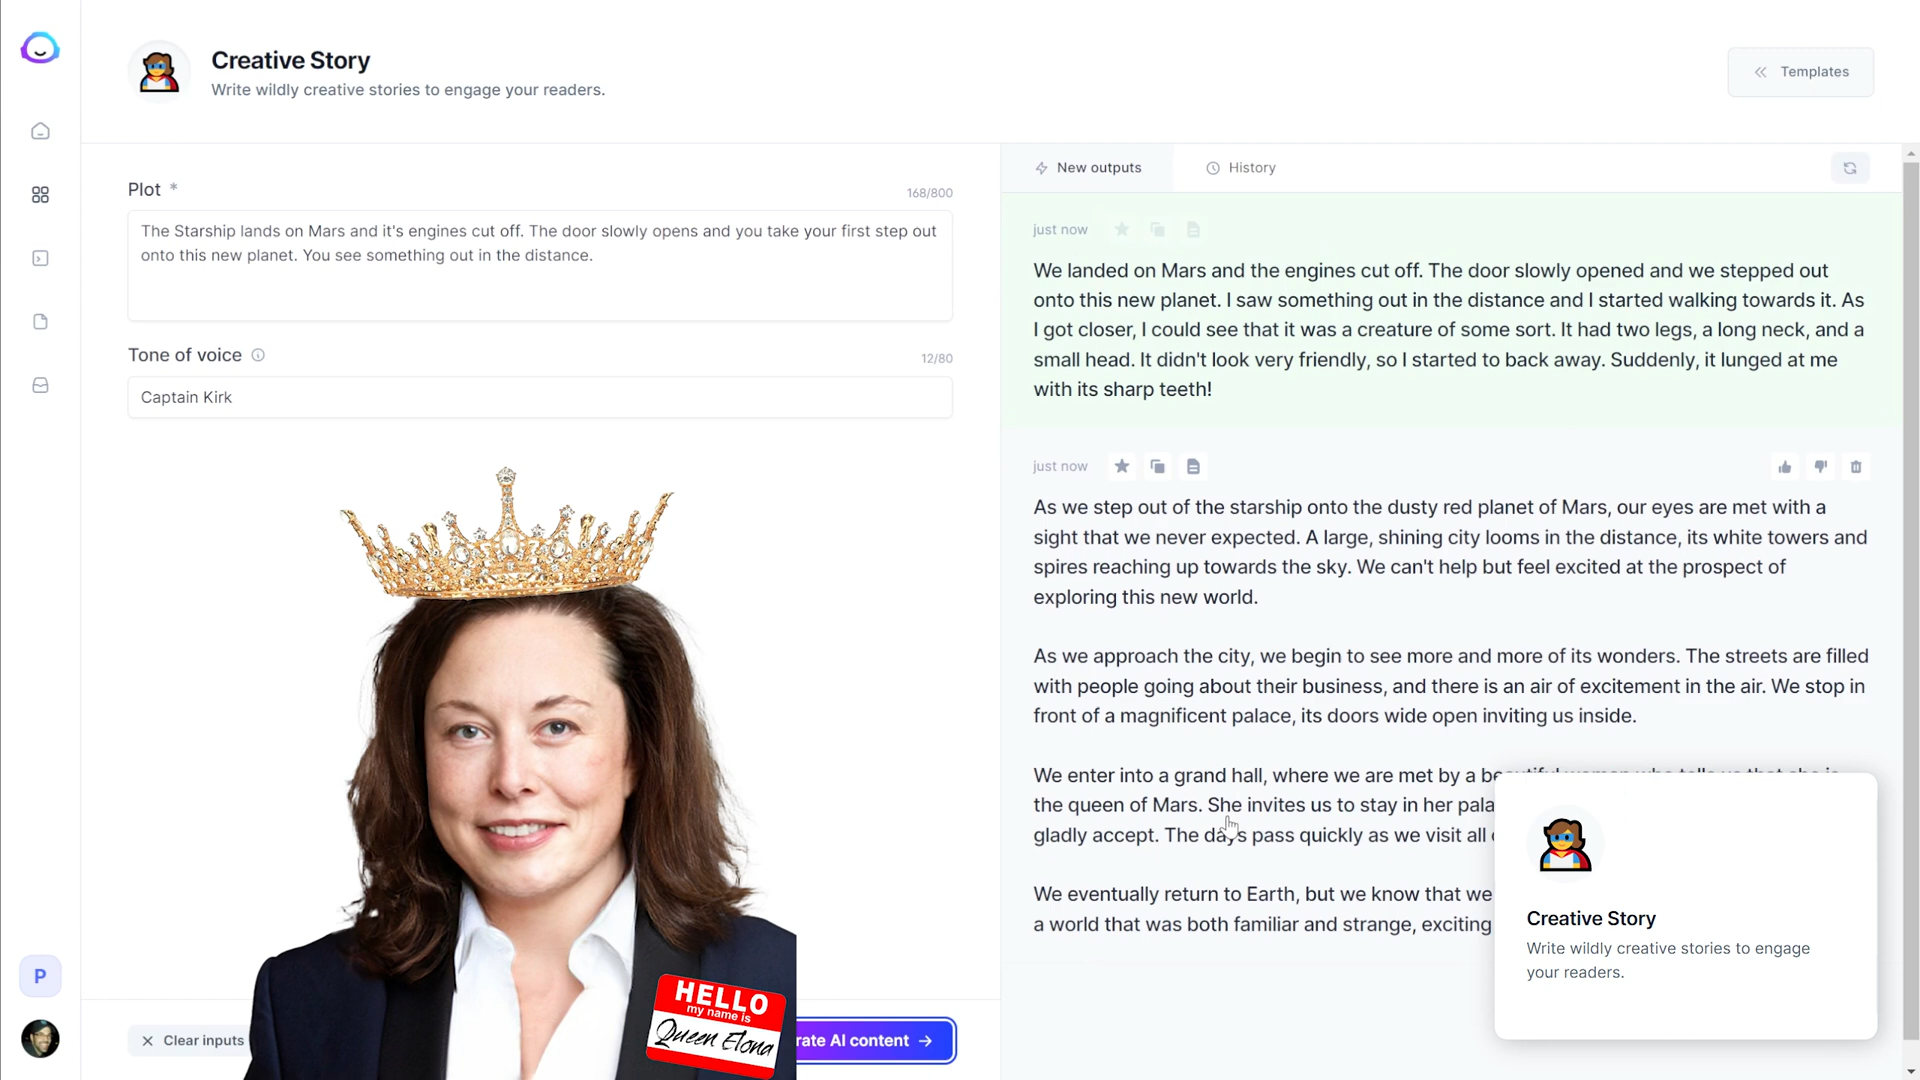 Creative Story
Write wildly creative stories to engage your readers.
Templates
Plot *
168/800
The Starship lands on Mars and it's engines cut off. The door slowly opens and you take your first step out
onto this new planet. You see something out in the distance.
Tone of voice
12/80
Captain Kirk
HELLO
my name is
Queen Elona
P
Clear inputs
rate AI content
New outputs
History
just now
We landed on Mars and the engines cut off. The door slowly opened and we stepped out
onto this new planet. I saw something out in the distance and I started walking towards it. As
I got closer, I could see that it was a creature of some sort. It had two legs, a long neck, and a
small head. It didn't look very friendly, so I started to back away. Suddenly, it lunged at me
with its sharp teeth!
just now
As we step out of the starship onto the dusty red planet of Mars, our eyes are met with a
sight that we never expected. A large, shining city looms in the distance, its white towers and
spires reaching up towards the sky. We can't help but feel excited at the prospect of
exploring this new world.
As we approach the city, we begin to see more and more of its wonders. The streets are filled
with people going about their business, and there is an air of excitement in the air. We stop in
front of a magnificent palace, its doors wide open inviting us inside.
We enter into a grand hall, where we are met by a
the queen of Mars. She invites us to stay in her pala
gladly accept. The days pass quickly as we visit all
We eventually return to Earth, but we know that we
a world that was both familiar and strange, exciting
Creative Story
Write wildly creative stories to engage
your readers.